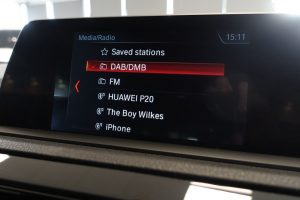 Media/Radio
15:11
Saved stations
DAB/DMB
FM
HUAWEI P20
The Boy Wilkes
iPhone